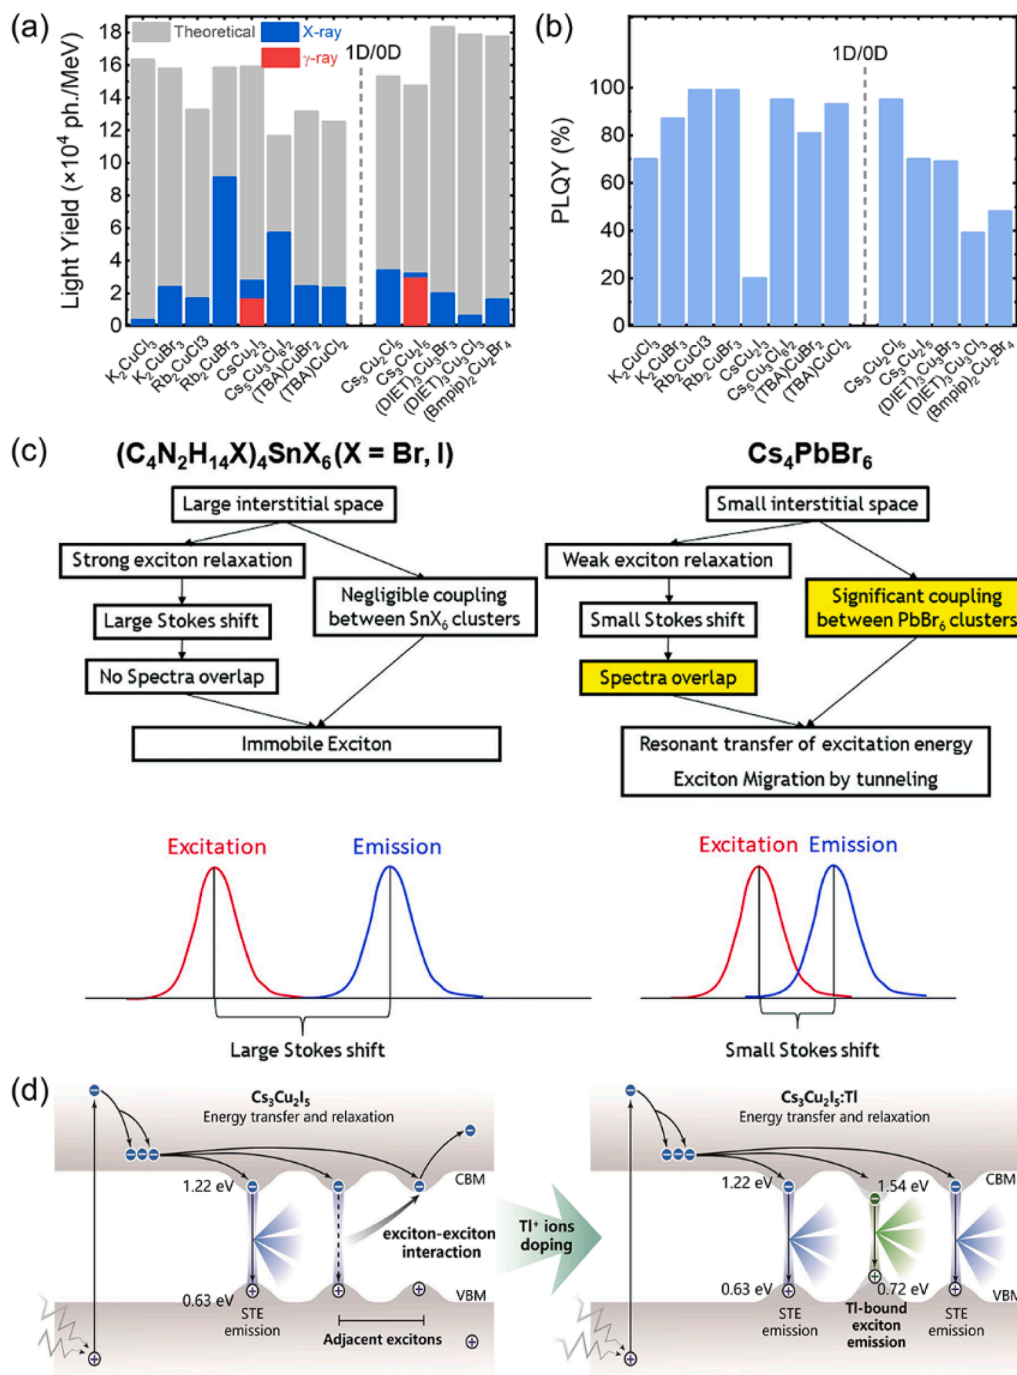 (a)
Theoretical
X-ray
γ-ray
1D/0D
Light Yield (×10⁴ ph./MeV)
18
16
14
12
10
8
6
4
2
0
K₂CuCl₃
K₂CuBr₃
Rb₂CuCl3
Rb₂CuBr₃
CsCu₂I₃
Cs₅Cu₃Cl₆I₂
(TBA)CuBr₂
(TBA)CuCl₂
Cs₃Cu₂Cl₅
Cs₃Cu₂I₅
(DIET)₃Cu₃Br₃
(DIET)₃Cu₃Cl₃
(Bmpip)₂Cu₂Br₄
(b)
1D/0D
PLQY (%)
100
80
60
40
20
0
K₂CuCl₃
K₂CuBr₃
Rb₂CuCl3
Rb₂CuBr₃
CsCu₂I₃
Cs₅Cu₃Cl₆I₂
(TBA)CuBr₂
(TBA)CuCl₂
Cs₃Cu₂Cl₅
Cs₃Cu₂I₅
(DIET)₃Cu₃Br₃
(DIET)₃Cu₃Cl₃
(Bmpip)₂Cu₂Br₄
(c)
(C₄N₂H₁₄X)₄SnX₆(X = Br, I)
Large interstitial space
Strong exciton relaxation
Large Stokes shift
No Spectra overlap
Negligible coupling
between SnX₆ clusters
Immobile Exciton
Cs₄PbBr₆
Small interstitial space
Weak exciton relaxation
Small Stokes shift
Spectra overlap
Significant coupling
between PbBr₆ clusters
Resonant transfer of excitation energy
Exciton Migration by tunneling
Excitation
Emission
Large Stokes shift
Excitation
Emission
Small Stokes shift
(d)
Cs₃Cu₂I₅
Energy transfer and relaxation
1.22 eV
CBM
exciton-exciton
interaction
0.63 eV
VBM
STE
emission
Adjacent excitons
Tl⁺ ions
doping
Cs₃Cu₂I₅:Tl
Energy transfer and relaxation
1.22 eV
1.54 eV
CBM
0.63 eV
0.72 eV
VBM
STE
emission
Tl-bound
exciton
emission
STE
emission